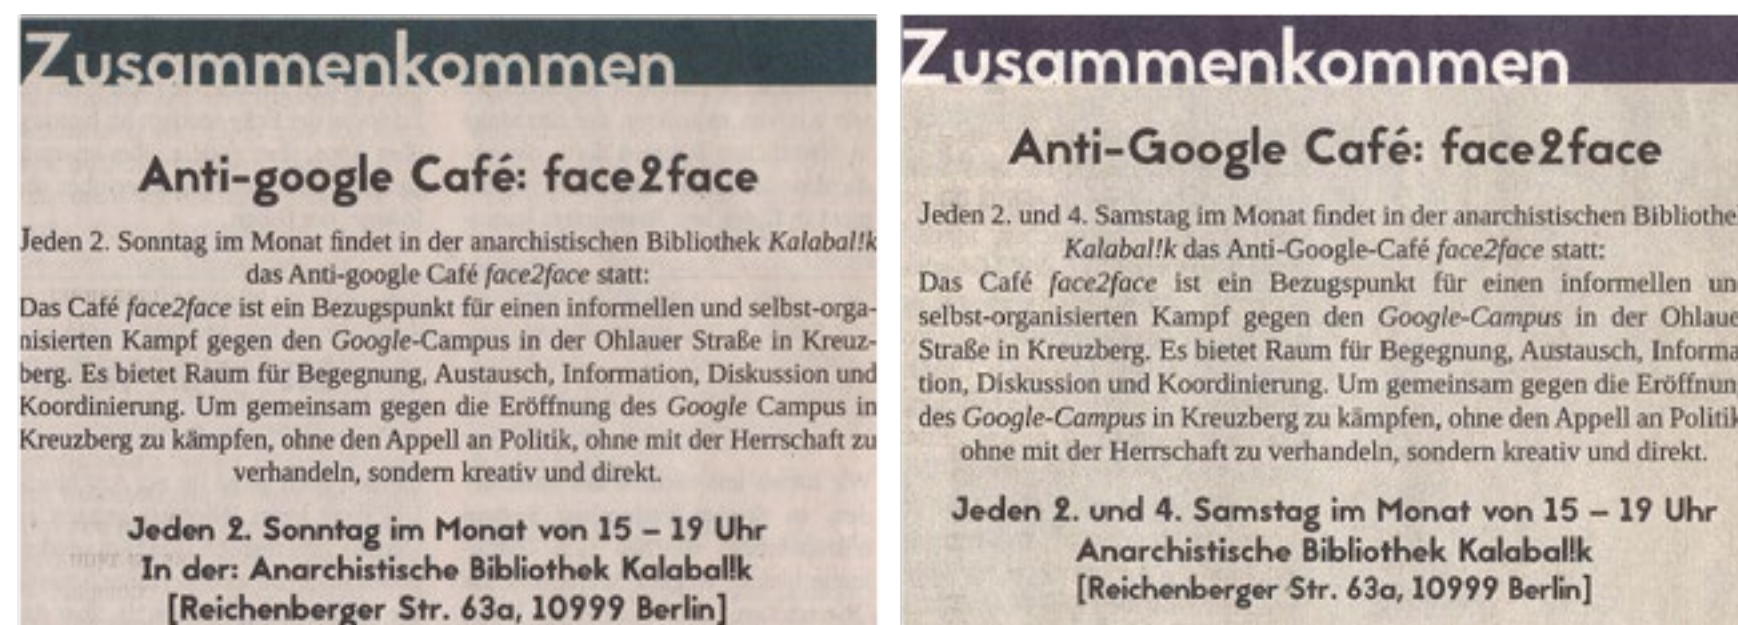 Zusammenkommen
Anti-google Café: face2face
Jeden 2. Sonntag im Monat findet in der anarchistischen Bibliothek Kalabal!k
das Anti-google Café face2face statt:
Das Café face2face ist ein Bezugspunkt für einen informellen und selbst-orga-
nisierten Kampf gegen den Google-Campus in der Ohlauer Straße in Kreuz-
berg. Es bietet Raum für Begegnung, Austausch, Information, Diskussion und
Koordinierung. Um gemeinsam gegen die Eröffnung des Google Campus in
Kreuzberg zu kämpfen, ohne den Appell an Politik, ohne mit der Herrschaft zu
verhandeln, sondern kreativ und direkt.
Jeden 2. Sonntag im Monat von 15 – 19 Uhr
In der: Anarchistische Bibliothek Kalabal!k
[Reichenberger Str. 63a, 10999 Berlin]
Zusammenkommen
Anti-Google Café: face2face
Jeden 2. und 4. Samstag im Monat findet in der anarchistischen Bibliothe
Kalabal!k das Anti-Google-Café face2face statt:
Das Café face2face ist ein Bezugspunkt für einen informellen un
selbst-organisierten Kampf gegen den Google-Campus in der Ohlaue
Straße in Kreuzberg. Es bietet Raum für Begegnung, Austausch, Informa
tion, Diskussion und Koordinierung. Um gemeinsam gegen die Eröffnun
des Google-Campus in Kreuzberg zu kämpfen, ohne den Appell an Politik
ohne mit der Herrschaft zu verhandeln, sondern kreativ und direkt.
Jeden 2. und 4. Samstag im Monat von 15 – 19 Uhr
Anarchistische Bibliothek Kalabal!k
[Reichenberger Str. 63a, 10999 Berlin]